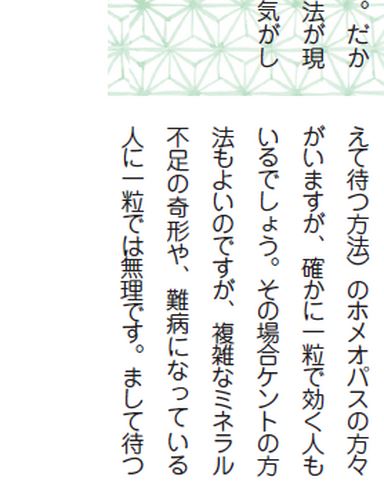 。だか
法が現
気がし
えて待つ方法）のホメオパスの方々
がいますが、確かに一粒で効く人も
いるでしょう。その場合ケントの方
法もよいのですが、複雑なミネラル
不足の奇形や、難病になっている
人に一粒では無理です。まして待つ